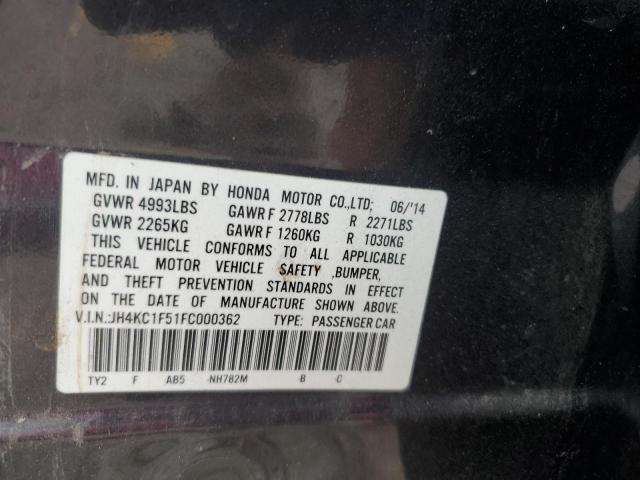 MFD. IN JAPAN BY HONDA MOTOR CO.,LTD; 06/'14
GVWR 4993LBS GAWR F 2778LBS R 2271LBS
GVWR 2265KG GAWR F 1260KG R 1030KG
THIS VEHICLE CONFORMS TO ALL APPLICABLE
FEDERAL MOTOR VEHICLE SAFETY ,BUMPER,
AND THEFT PREVENTION STANDARDS IN EFFECT
ON THE DATE OF MANUFACTURE SHOWN ABOVE.
V.I.N.:JH4KC1F51FC000362 TYPE: PASSENGER CAR
TY2 F AB5 -NH782M -B -C